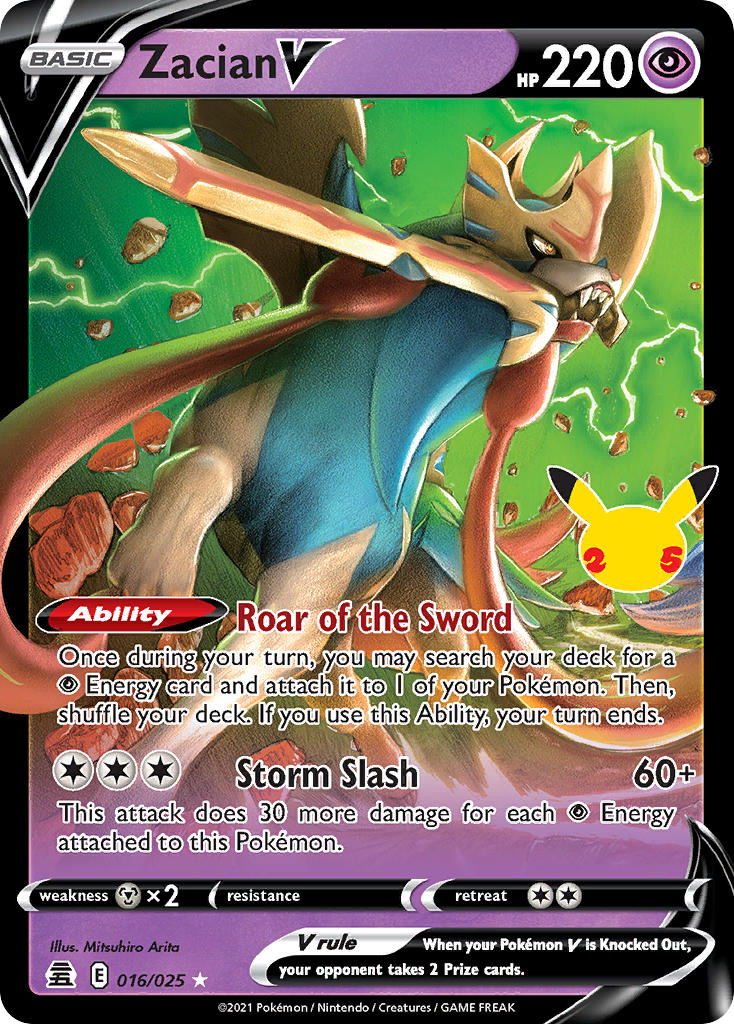 BASIC
Zacian V
HP 220
25
Ability Roar of the Sword
Once during your turn, you may search your deck for a
Energy card and attach it to 1 of your Pokémon. Then,
shuffle your deck. If you use this Ability, your turn ends.
Storm Slash 60+
This attack does 30 more damage for each Energy
attached to this Pokémon.
weakness ×2 resistance retreat
Illus. Mitsuhiro Arita
V rule When your Pokémon V is Knocked Out,
your opponent takes 2 Prize cards.
E 016/025
©2021 Pokémon / Nintendo / Creatures / GAME FREAK